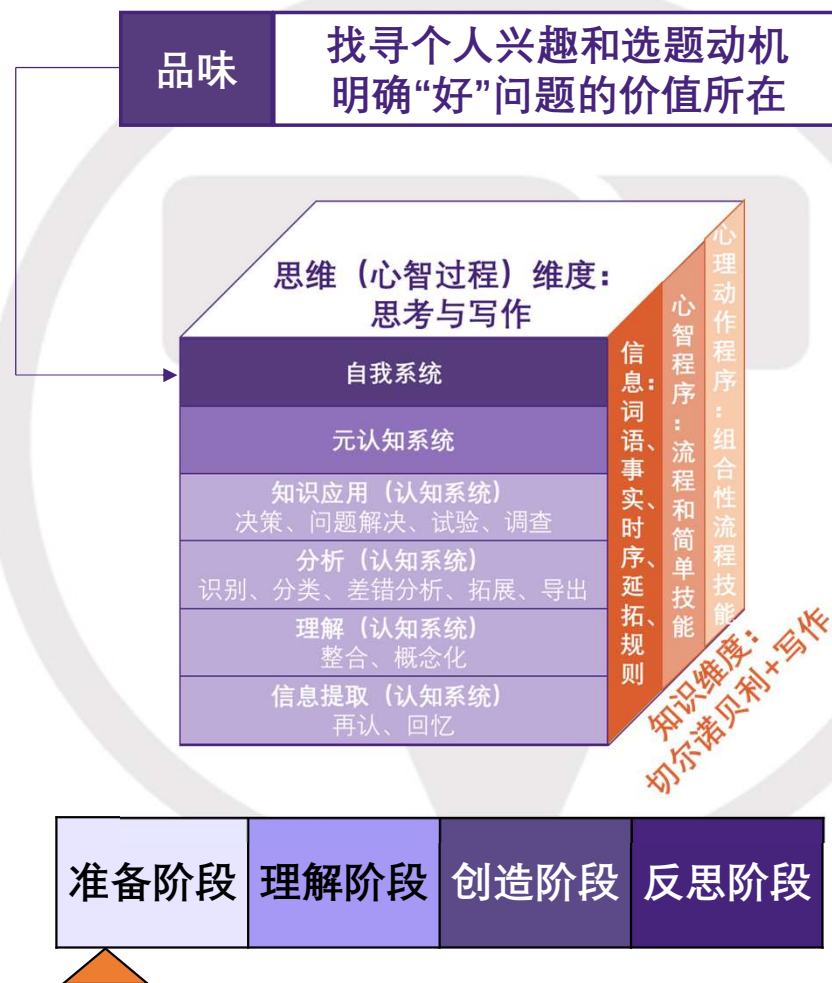 品味
找寻个人兴趣和选题动机
明确“好”问题的价值所在
思维（心智过程）维度：
思考与写作
自我系统
元认知系统
知识应用（认知系统）
决策、问题解决、试验、调查
分析（认知系统）
识别、分类、差错分析、拓展、导出
理解（认知系统）
整合、概念化
信息提取（认知系统）
再认、回忆
信息：词语、事实、时序、延拓、规则
心智程序：流程和简单技能
心理动作程序：组合性流程技能
知识维度：
切尔诺贝利+写作
准备阶段
理解阶段
创造阶段
反思阶段